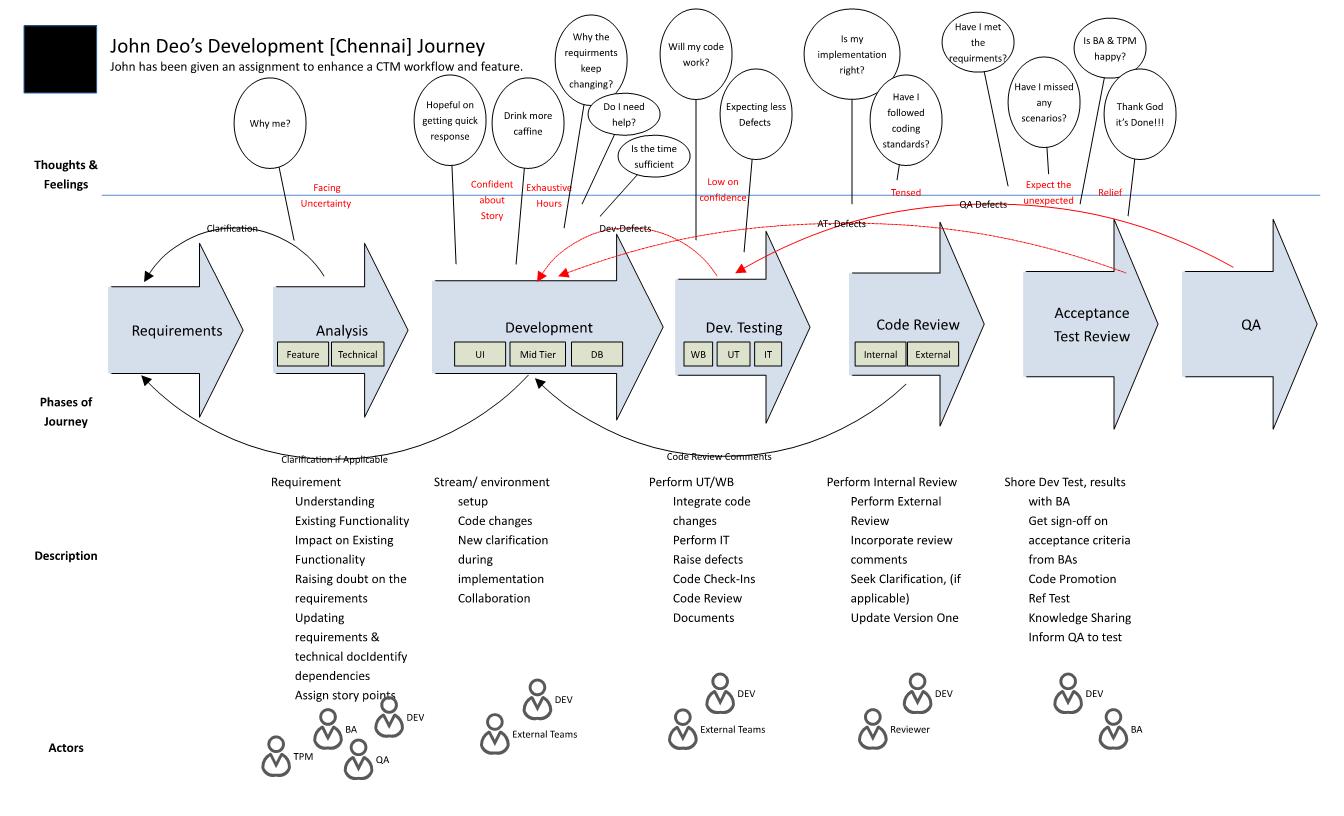 John Deo’s Development [Chennai] Journey
John has been given an assignment to enhance a CTM workflow and feature.
Why me?
Hopeful on
getting quick
response
Drink more
caffine
Why the
requirments
keep
changing?
Do I need
help?
Is the time
sufficient
Will my code
work?
Expecting less
Defects
Is my
implementation
right?
Have I
followed
coding
standards?
Have I met
the
requirments?
Have I missed
any
scenarios?
Is BA & TPM
happy?
Thank God
it’s Done!!!
Thoughts &
Feelings
Facing
Uncertainty
Confident
about
Story
Exhaustive
Hours
Low on
confidence
Tensed
Expect the
unexpected
Relief
Clarification
Dev-Defects
AT- Defects
QA Defects
Requirements
Analysis
Feature
Technical
Development
UI
Mid Tier
DB
Dev. Testing
WB
UT
IT
Code Review
Internal
External
Acceptance
Test Review
QA
Phases of
Journey
Clarification if Applicable
Code Review Comments
Description
Requirement
Understanding
Existing Functionality
Impact on Existing
Functionality
Raising doubt on the
requirements
Updating
requirements &
technical docIdentify
dependencies
Assign story points
Stream/ environment
setup
Code changes
New clarification
during
implementation
Collaboration
Perform UT/WB
Integrate code
changes
Perform IT
Raise defects
Code Check-Ins
Code Review
Documents
Perform Internal Review
Perform External
Review
Incorporate review
comments
Seek Clarification, (if
applicable)
Update Version One
Shore Dev Test, results
with BA
Get sign-off on
acceptance criteria
from BAs
Code Promotion
Ref Test
Knowledge Sharing
Inform QA to test
Actors
TPM
BA
DEV
QA
DEV
External Teams
DEV
External Teams
DEV
Reviewer
DEV
BA